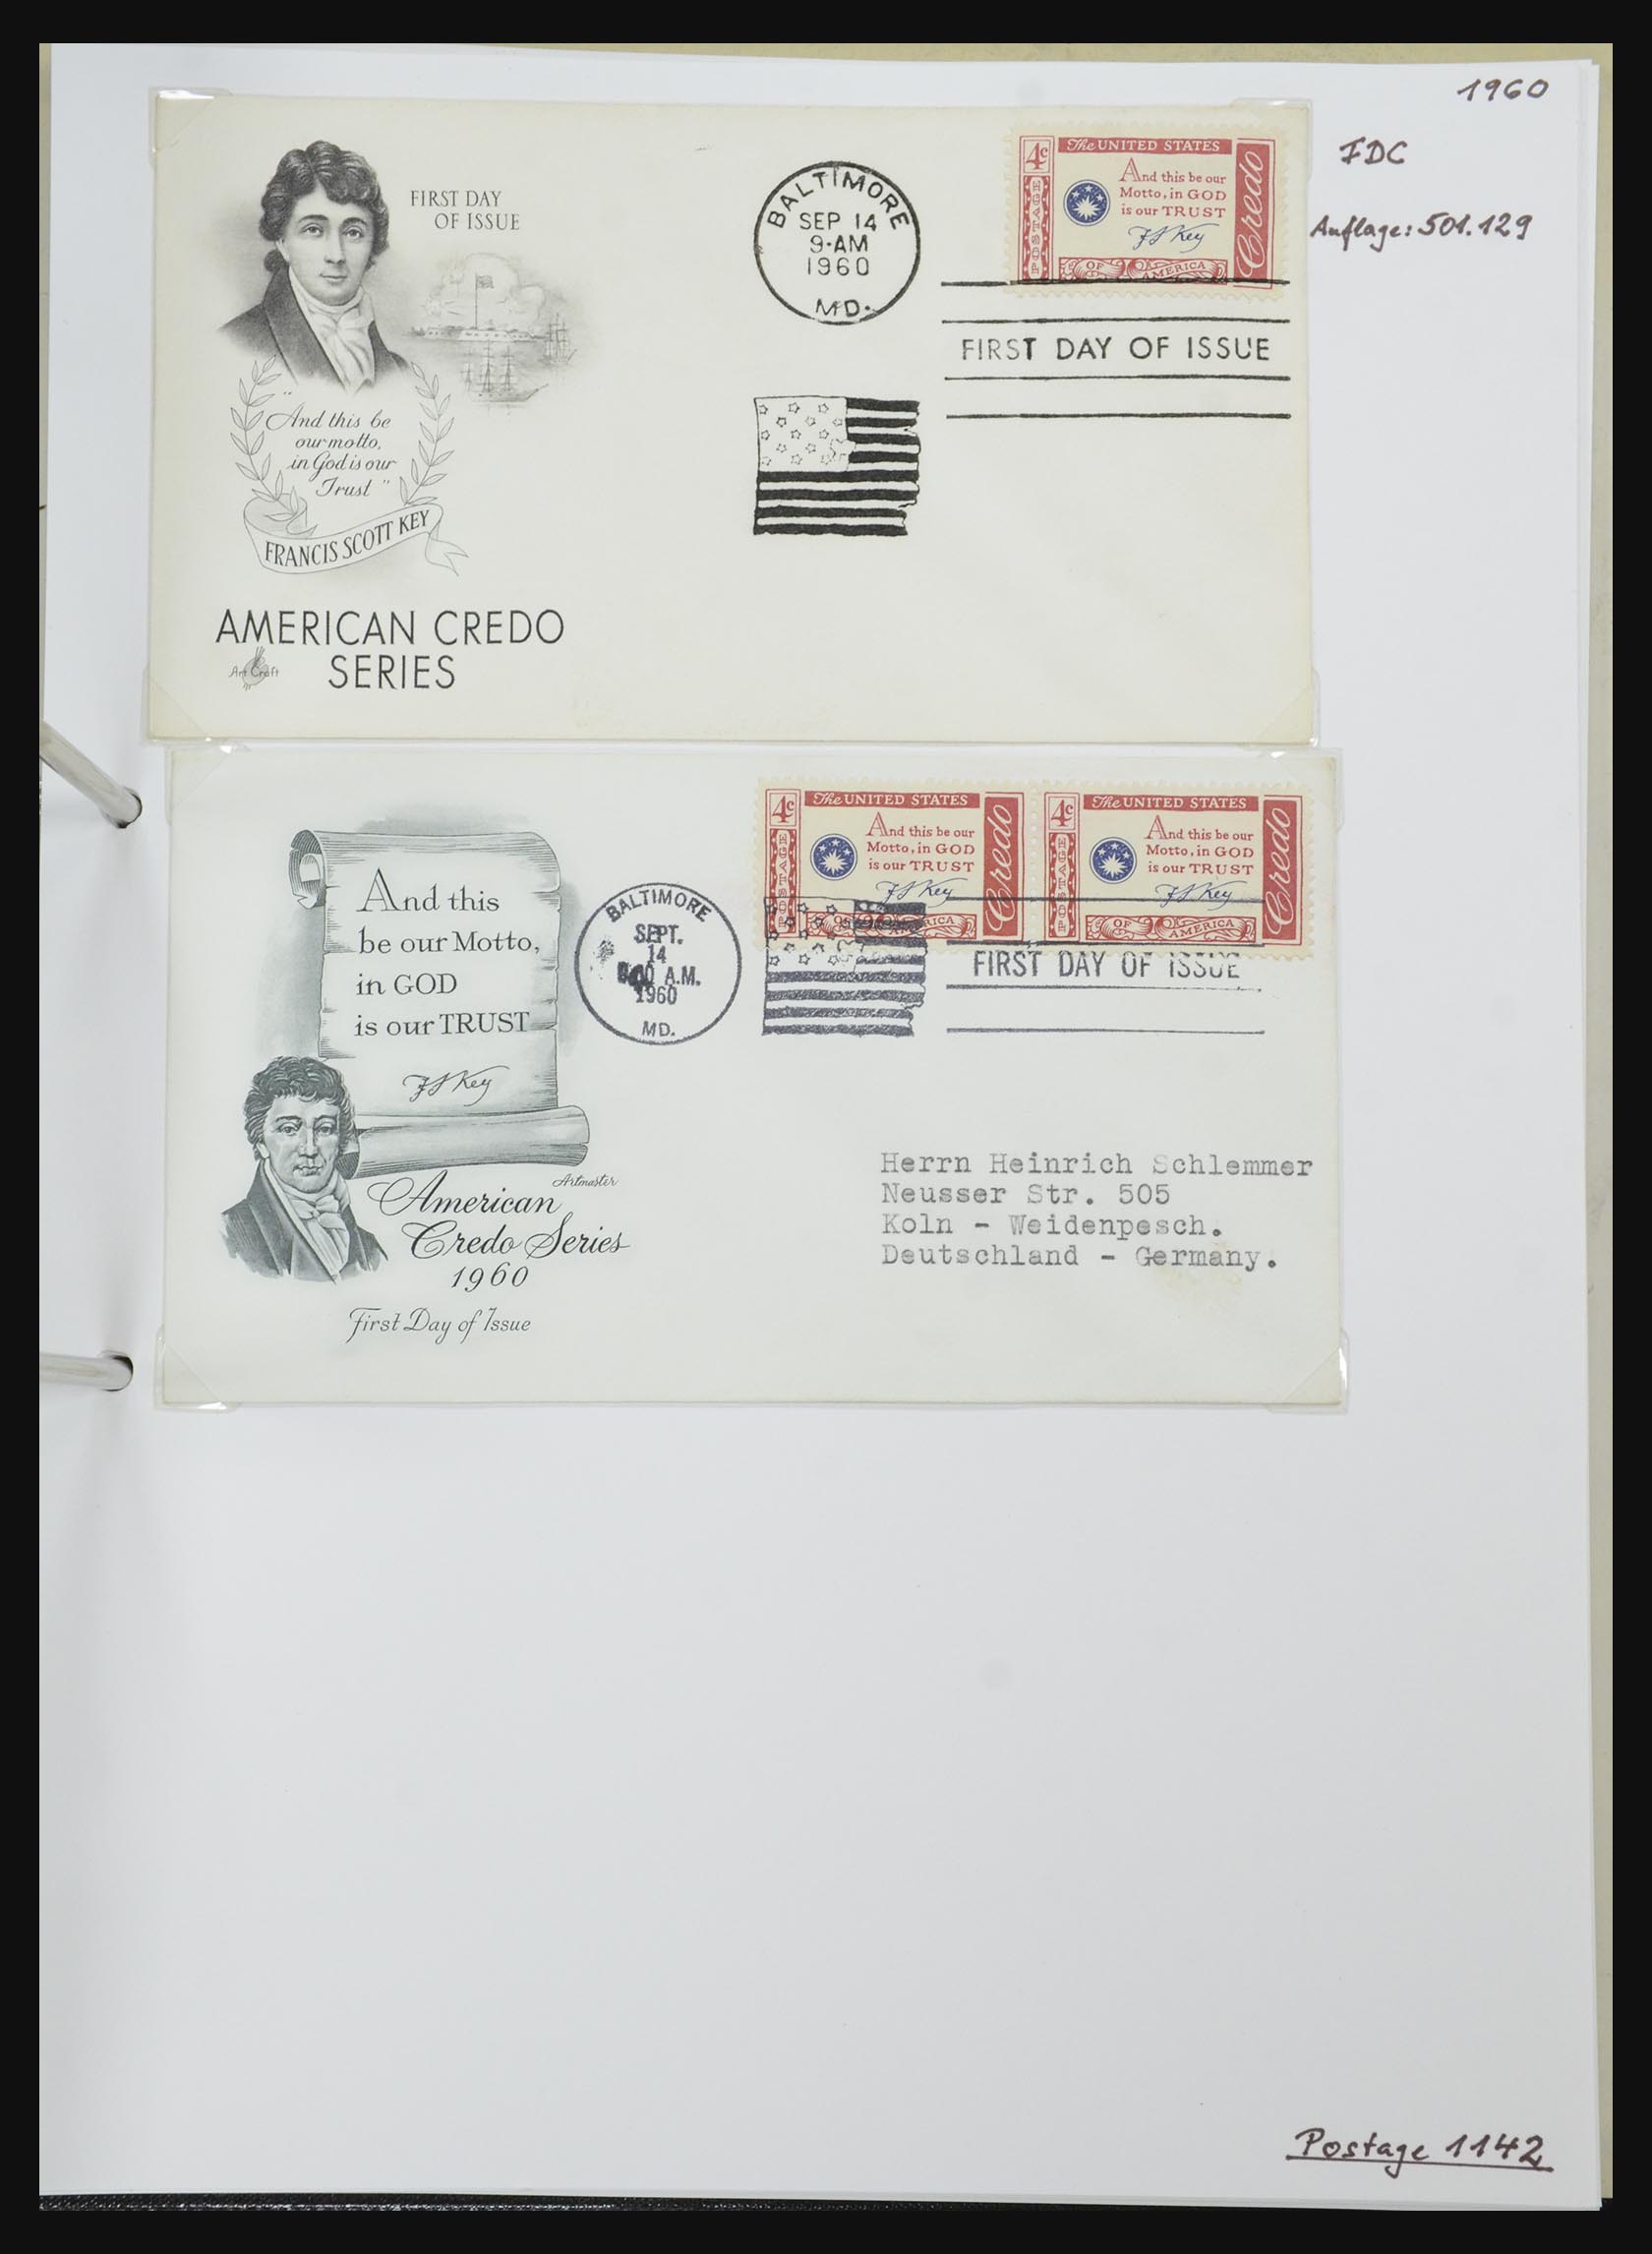 1960
FDC
Auflage: 501.129
FIRST DAY
OF ISSUE
"And this be
our motto,
in God is our
Trust"
FRANCIS SCOTT KEY
AMERICAN CREDO
SERIES
Art Craft
BALTIMORE
SEP 14
9-AM
1960
MD.
4c
The UNITED STATES
POSTAGE
And this be our
Motto, in GOD
is our TRUST
F S Key
OF AMERICA
Credo
FIRST DAY OF ISSUE
And this
be our Motto,
in GOD
is our TRUST
F S Key
Artmaster
American
Credo Series
1960
First Day of Issue
BALTIMORE
SEPT.
14
A.M.
1960
MD.
4c
The UNITED STATES
POSTAGE
And this be our
Motto, in GOD
is our TRUST
F S Key
OF AMERICA
Credo
4c
The UNITED STATES
POSTAGE
And this be our
Motto, in GOD
is our TRUST
F S Key
OF AMERICA
Credo
FIRST DAY OF ISSUE
Herrn Heinrich Schlemmer
Neusser Str. 505
Koln - Weidenpesch.
Deutschland - Germany.
Postage 1142